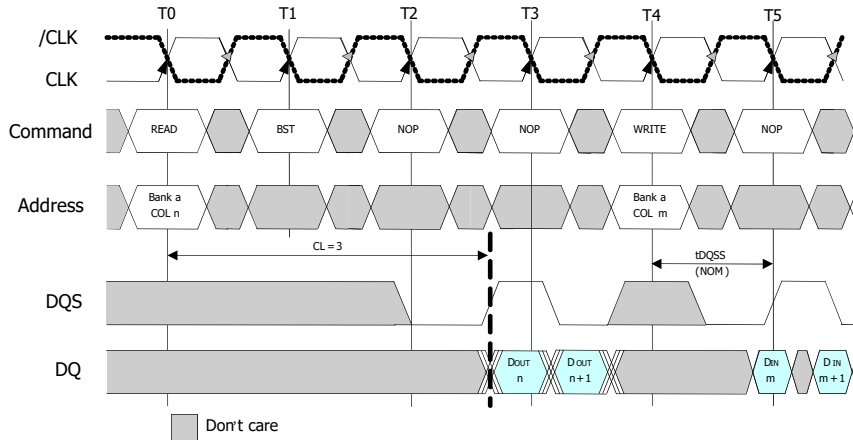 T0 T1 T2 T3 T4 T5
/CLK
CLK
Command READ BST NOP NOP WRITE NOP
Address Bank a COL n Bank a COL m
CL = 3
tDQSS
(NOM)
DQS
DQ DOUT n DOUT n+1 DIN m DIN m+1
Don't care